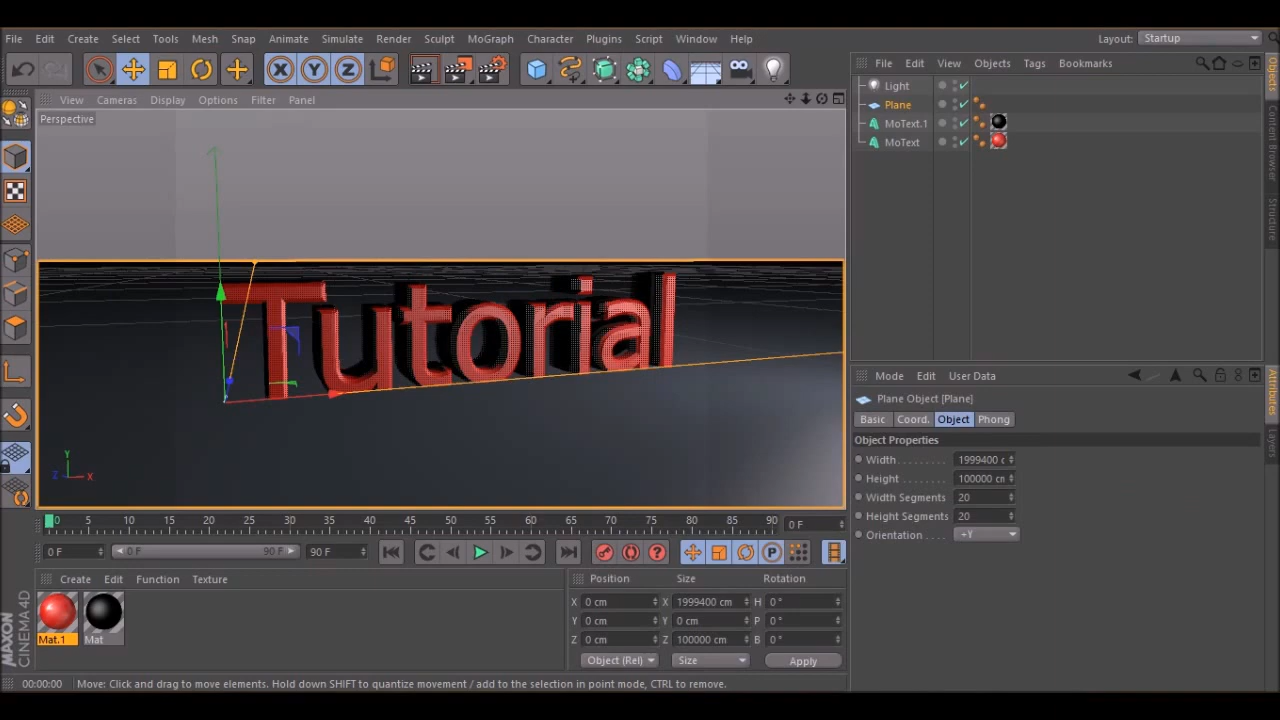 File Edit Create Select Tools Mesh Snap Animate Simulate Render Sculpt MoGraph Character Plugins Script Window Help
Layout: Startup
X Y Z
File Edit View Objects Tags Bookmarks
View Cameras Display Options Filter Panel
Perspective
Light
Plane
MoText.1
MoText
Objects
Content Browser
Structure
Tutorial
Y
Z X
Mode Edit User Data
Plane Object [Plane]
Basic Coord. Object Phong
Object Properties
Width 1999400 c
Height 100000 cm
Width Segments 20
Height Segments 20
Orientation +Y
Attributes
Layers
0 5 10 15 20 25 30 35 40 45 50 55 60 65 70 75 80 85 90 0 F
0 F 0 F 90 F 90 F
? P
Create Edit Function Texture
Mat.1 Mat
MAXON CINEMA 4D
Position Size Rotation
X 0 cm X 1999400 cm H 0 °
Y 0 cm Y 0 cm P 0 °
Z 0 cm Z 100000 cm B 0 °
Object (Rel) Size Apply
00:00:00 Move: Click and drag to move elements. Hold down SHIFT to quantize movement / add to the selection in point mode, CTRL to remove.